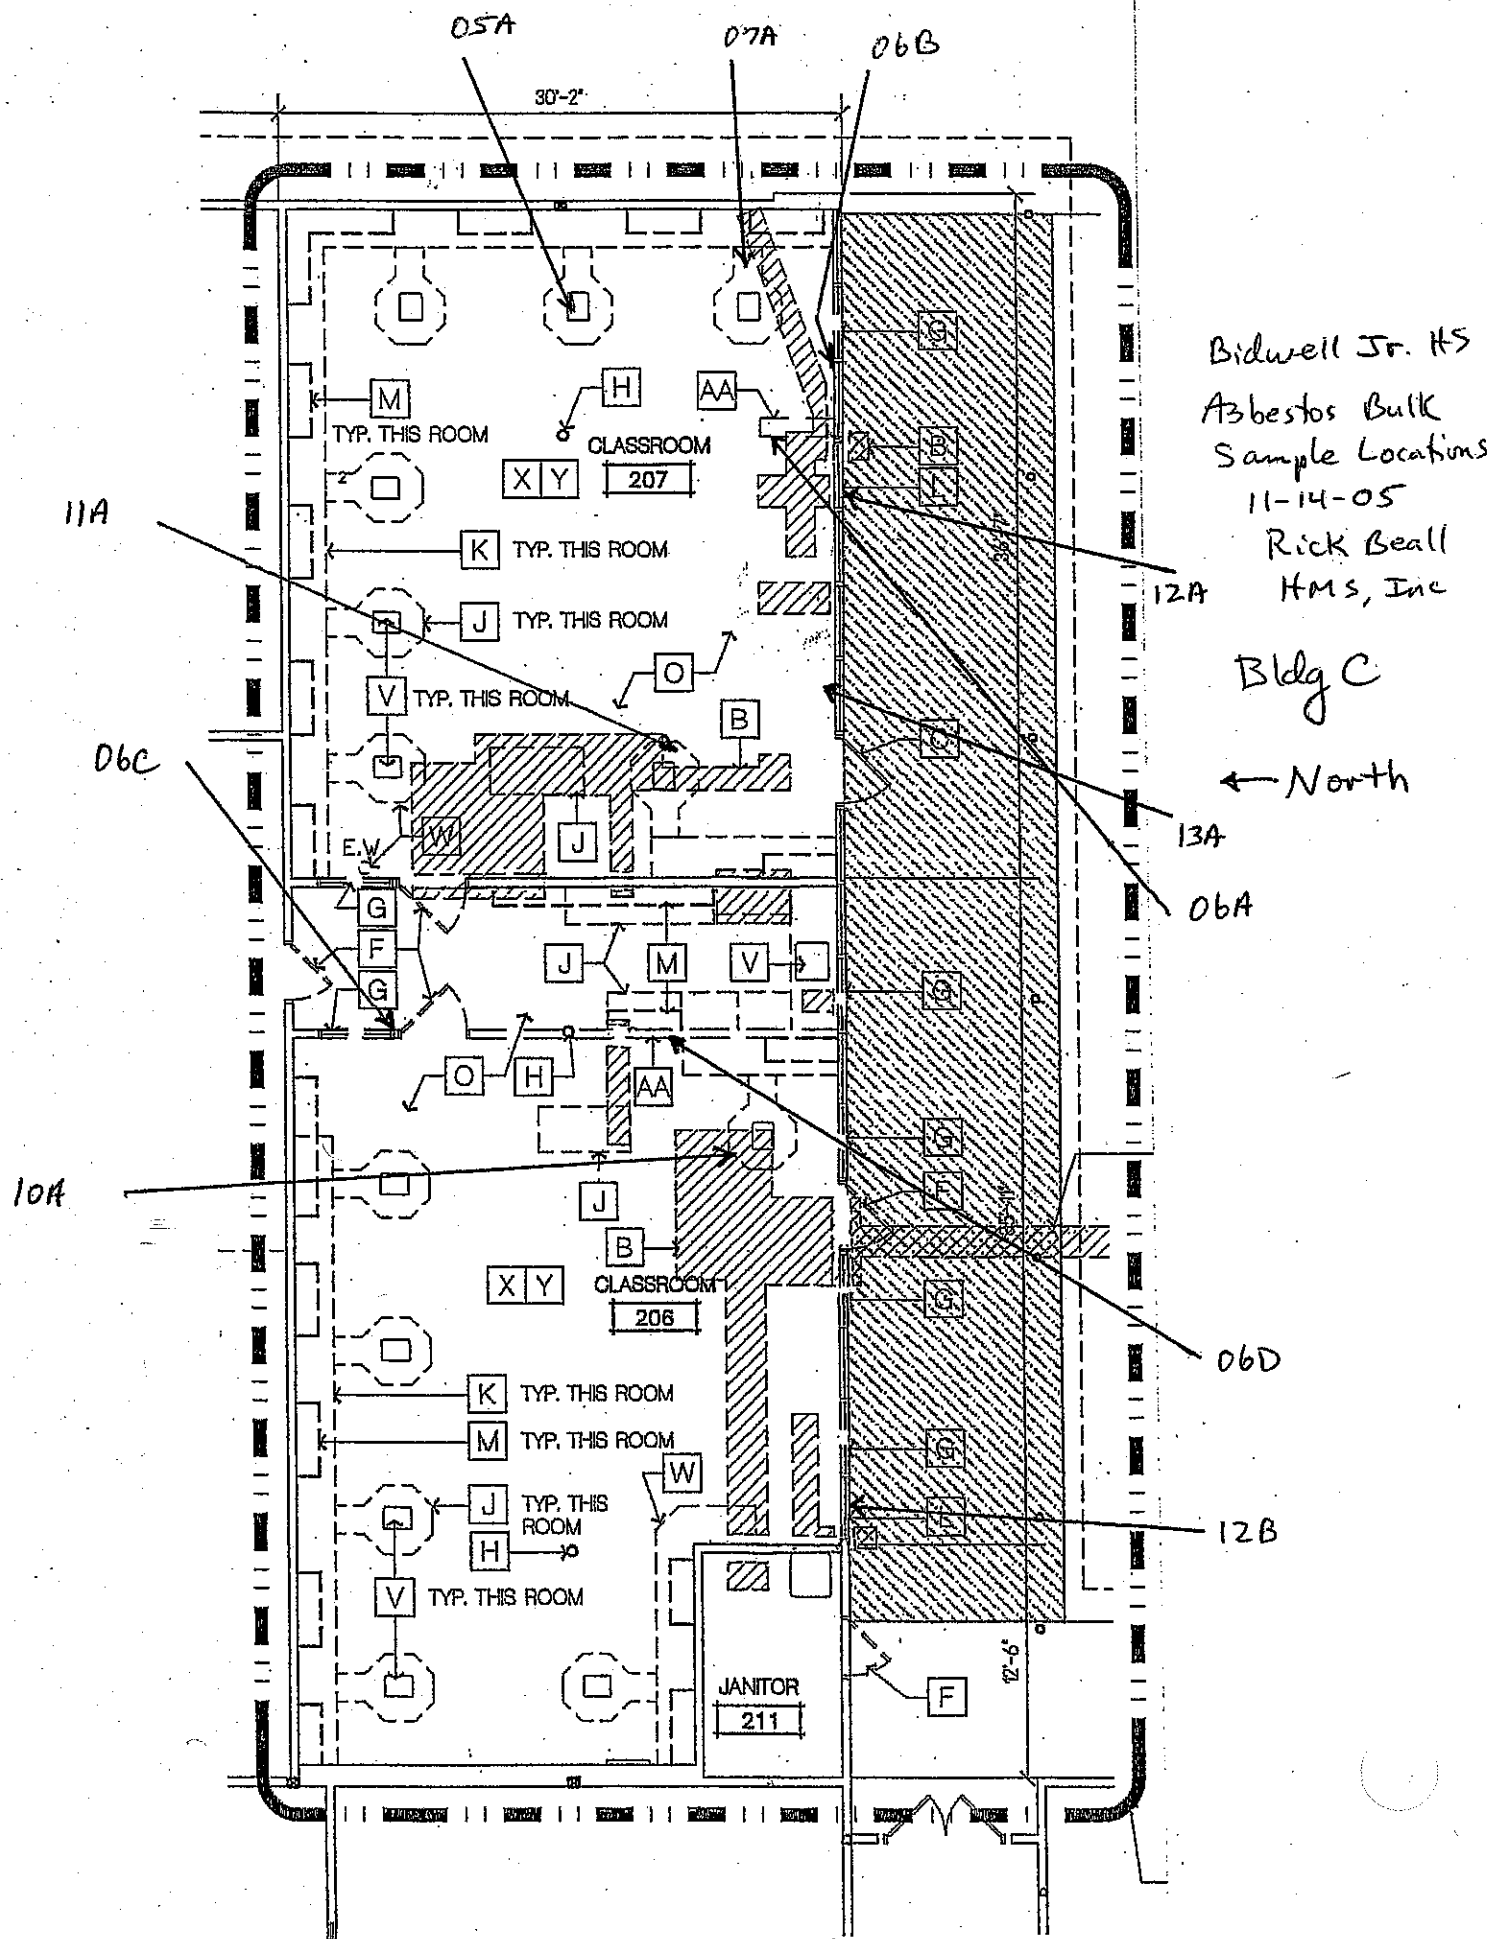 05A
07A
06B
30'-2"
G
Bidwell Jr. HS
Asbestos Bulk
Sample Locations
11-14-05
Rick Beall
HMS, Inc
Bldg C
← North
M
TYP. THIS ROOM
H
AA
CLASSROOM
207
X Y
B
11A
K TYP. THIS ROOM
12A
J TYP. THIS ROOM
O
V TYP. THIS ROOM
B
06C
13A
W
E.W.
J
06A
G
F
G
J
M
V
G
O
H
AA
G
10A
J
F
B
X Y
CLASSROOM
206
G
06D
K TYP. THIS ROOM
M TYP. THIS ROOM
G
W
J TYP. THIS
ROOM
H
12B
V TYP. THIS ROOM
JANITOR
211
F
12'-6"